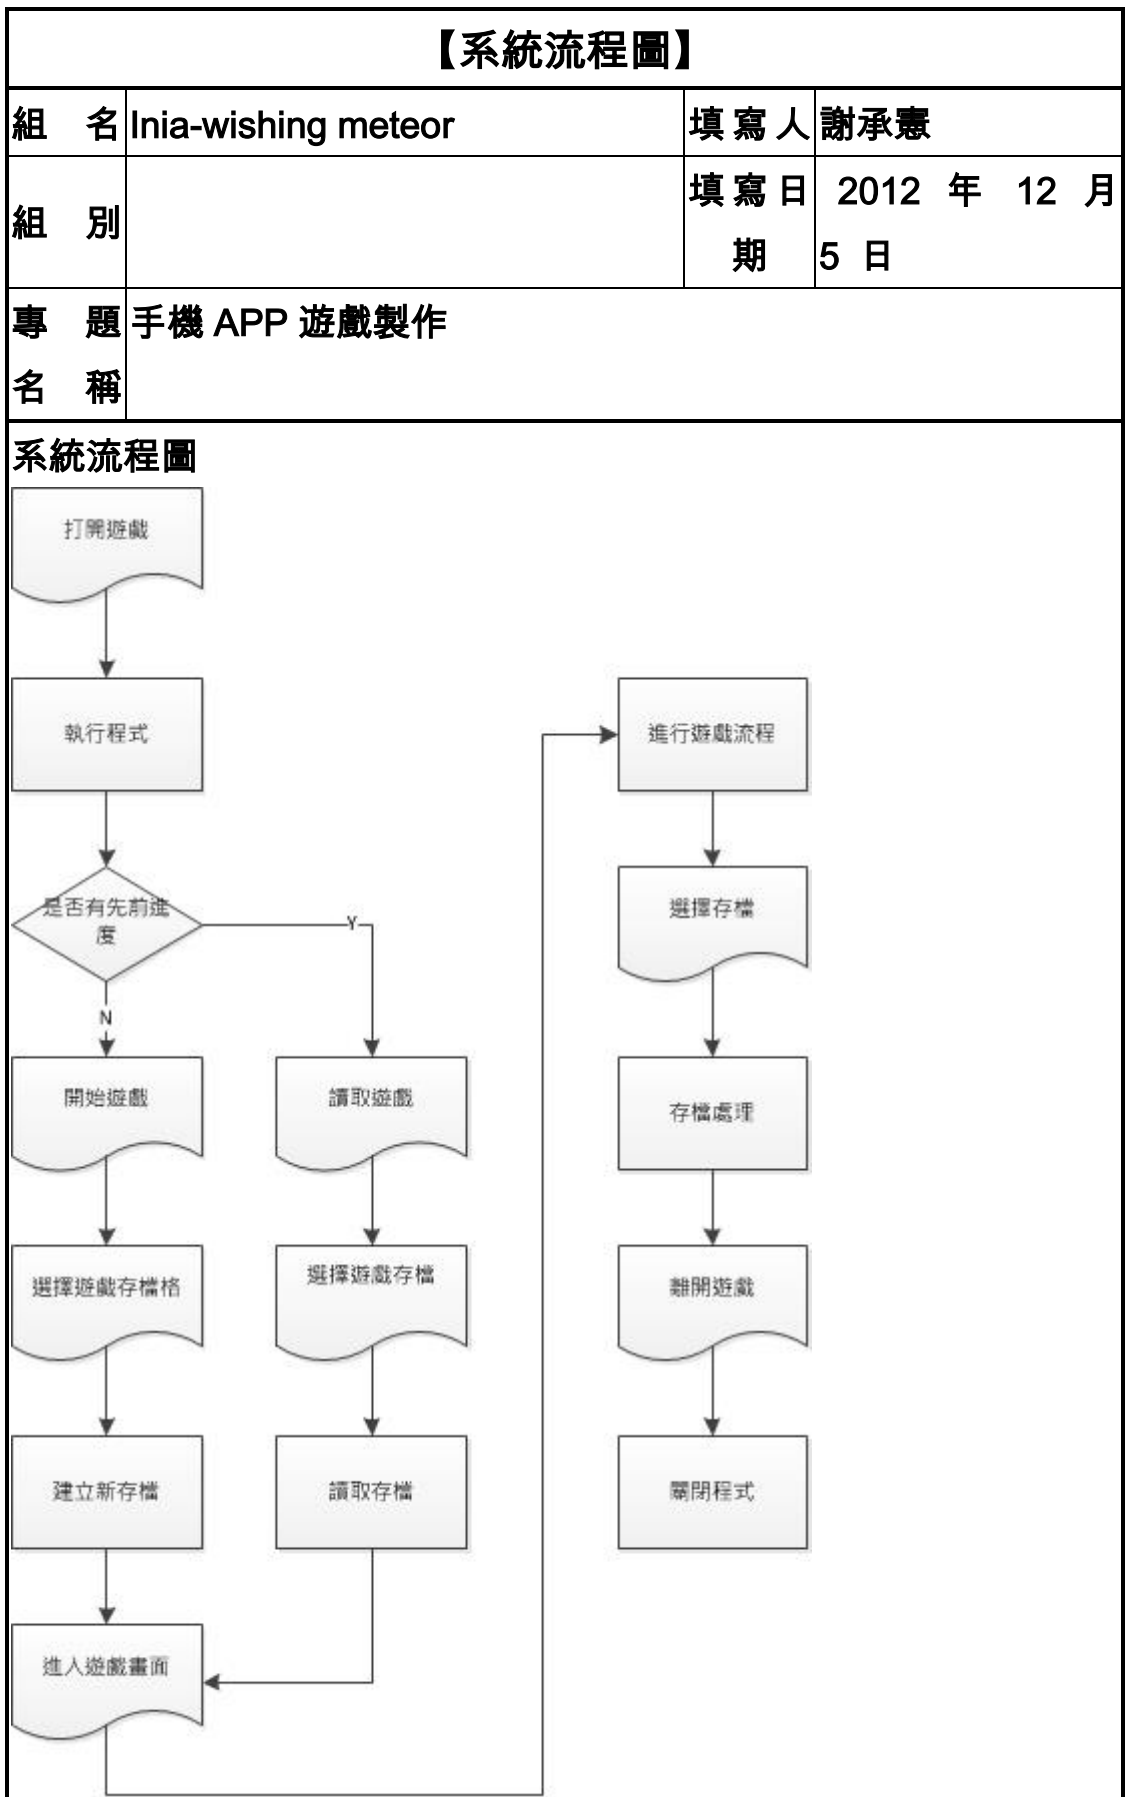 【系統流程圖】
組 名 Inia-wishing meteor 填寫人 謝承憲
組 別 填寫日期 2012 年 12 月 5 日
專題名稱 手機 APP 遊戲製作
系統流程圖
打開遊戲
執行程式
是否有先前進
度
Y
N
開始遊戲
選擇遊戲存檔格
建立新存檔
進入遊戲畫面
讀取遊戲
選擇遊戲存檔
讀取存檔
進行遊戲流程
選擇存檔
存檔處理
離開遊戲
關閉程式